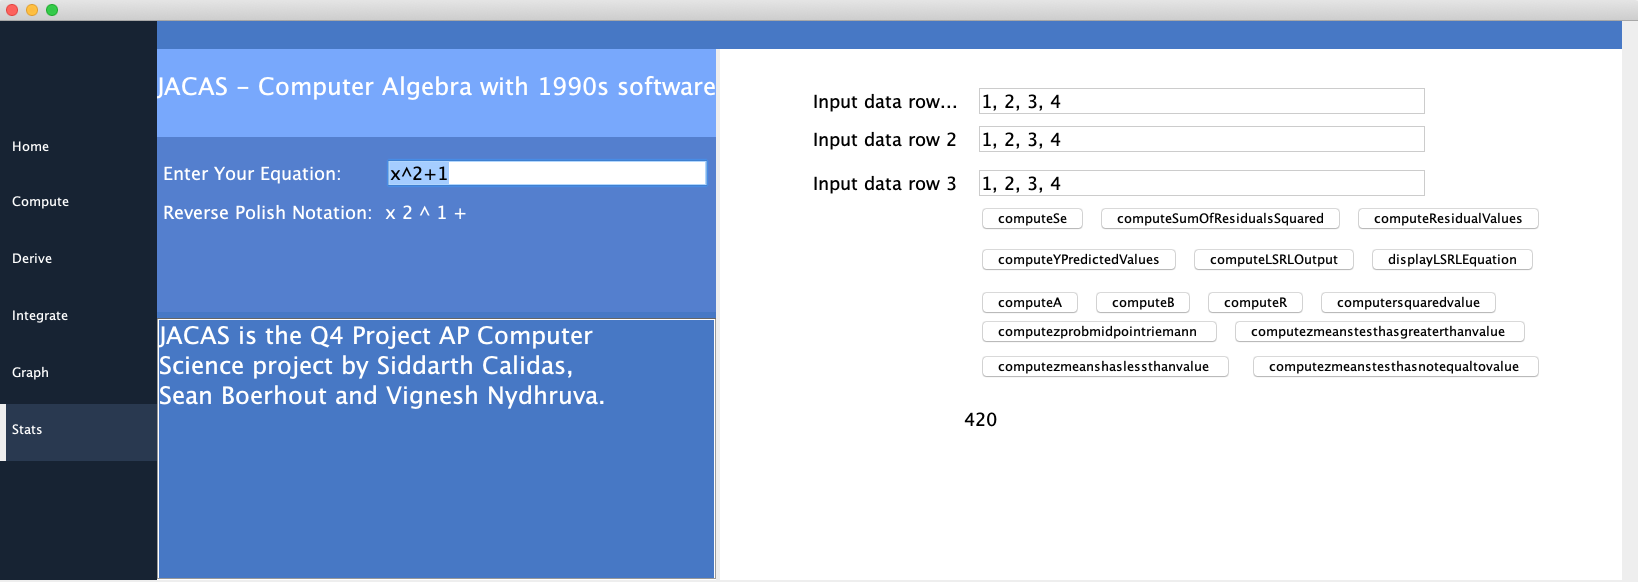 Home
Compute
Derive
Integrate
Graph
Stats
JACAS – Computer Algebra with 1990s software
Enter Your Equation: x^2+1
Reverse Polish Notation: x 2 ^ 1 +
JACAS is the Q4 Project AP Computer
Science project by Siddarth Calidas,
Sean Boerhout and Vignesh Nydhruva.
Input data row... 1, 2, 3, 4
Input data row 2 1, 2, 3, 4
Input data row 3 1, 2, 3, 4
computeSe computeSumOfResidualsSquared computeResidualValues
computeYPredictedValues computeLSRLOutput displayLSRLEquation
computeA computeB computeR computersquaredvalue
computezprobmidpointriemann computezmeanstesthasgreaterthanvalue
computezmeanshaslessthanvalue computezmeanstesthasnotequaltovalue
420